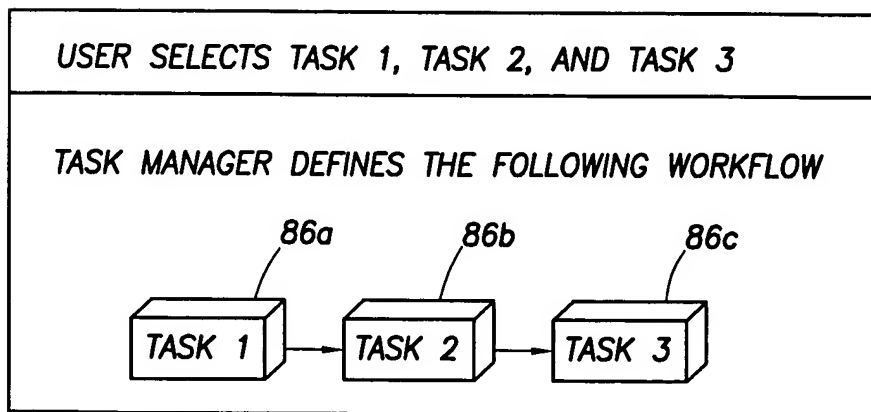 USER SELECTS TASK 1, TASK 2, AND TASK 3
TASK MANAGER DEFINES THE FOLLOWING WORKFLOW
86a 86b 86c
TASK 1 TASK 2 TASK 3